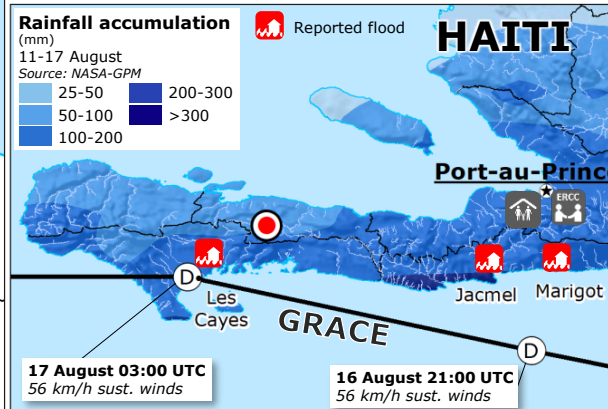 Rainfall accumulation
(mm)
11-17 August
Source: NASA-GPM
25-50
200-300
50-100
>300
100-200
Reported flood
HAITI
Port-au-Princ
ERCC
Jacmel
Marigot
D
Les
Cayes
GRACE
D
17 August 03:00 UTC
56 km/h sust. winds
16 August 21:00 UTC
56 km/h sust. winds